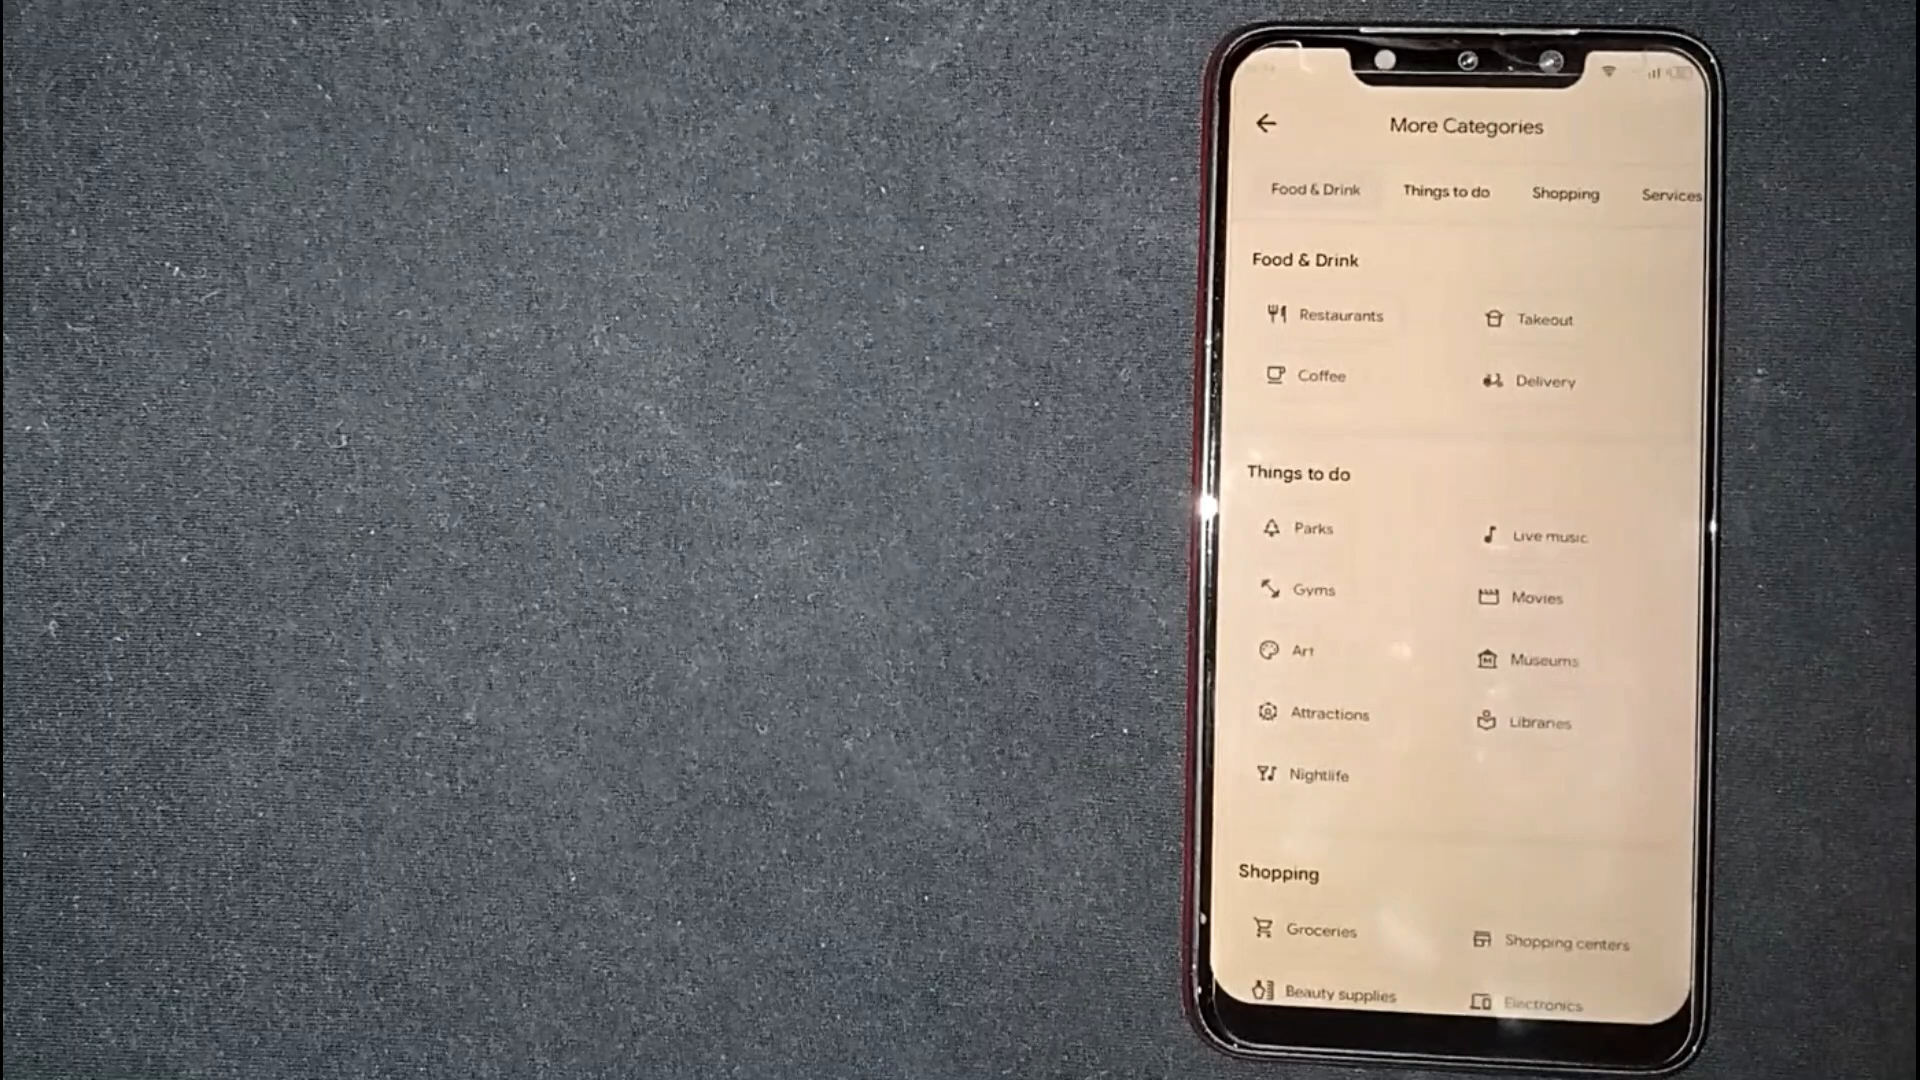 More Categories
Food & Drink Things to do Shopping Services
Food & Drink
Restaurants Takeout
Coffee Delivery
Things to do
Parks Live music
Gyms Movies
Art Museums
Attractions Libraries
Nightlife
Shopping
Groceries Shopping centers
Beauty supplies Electronics